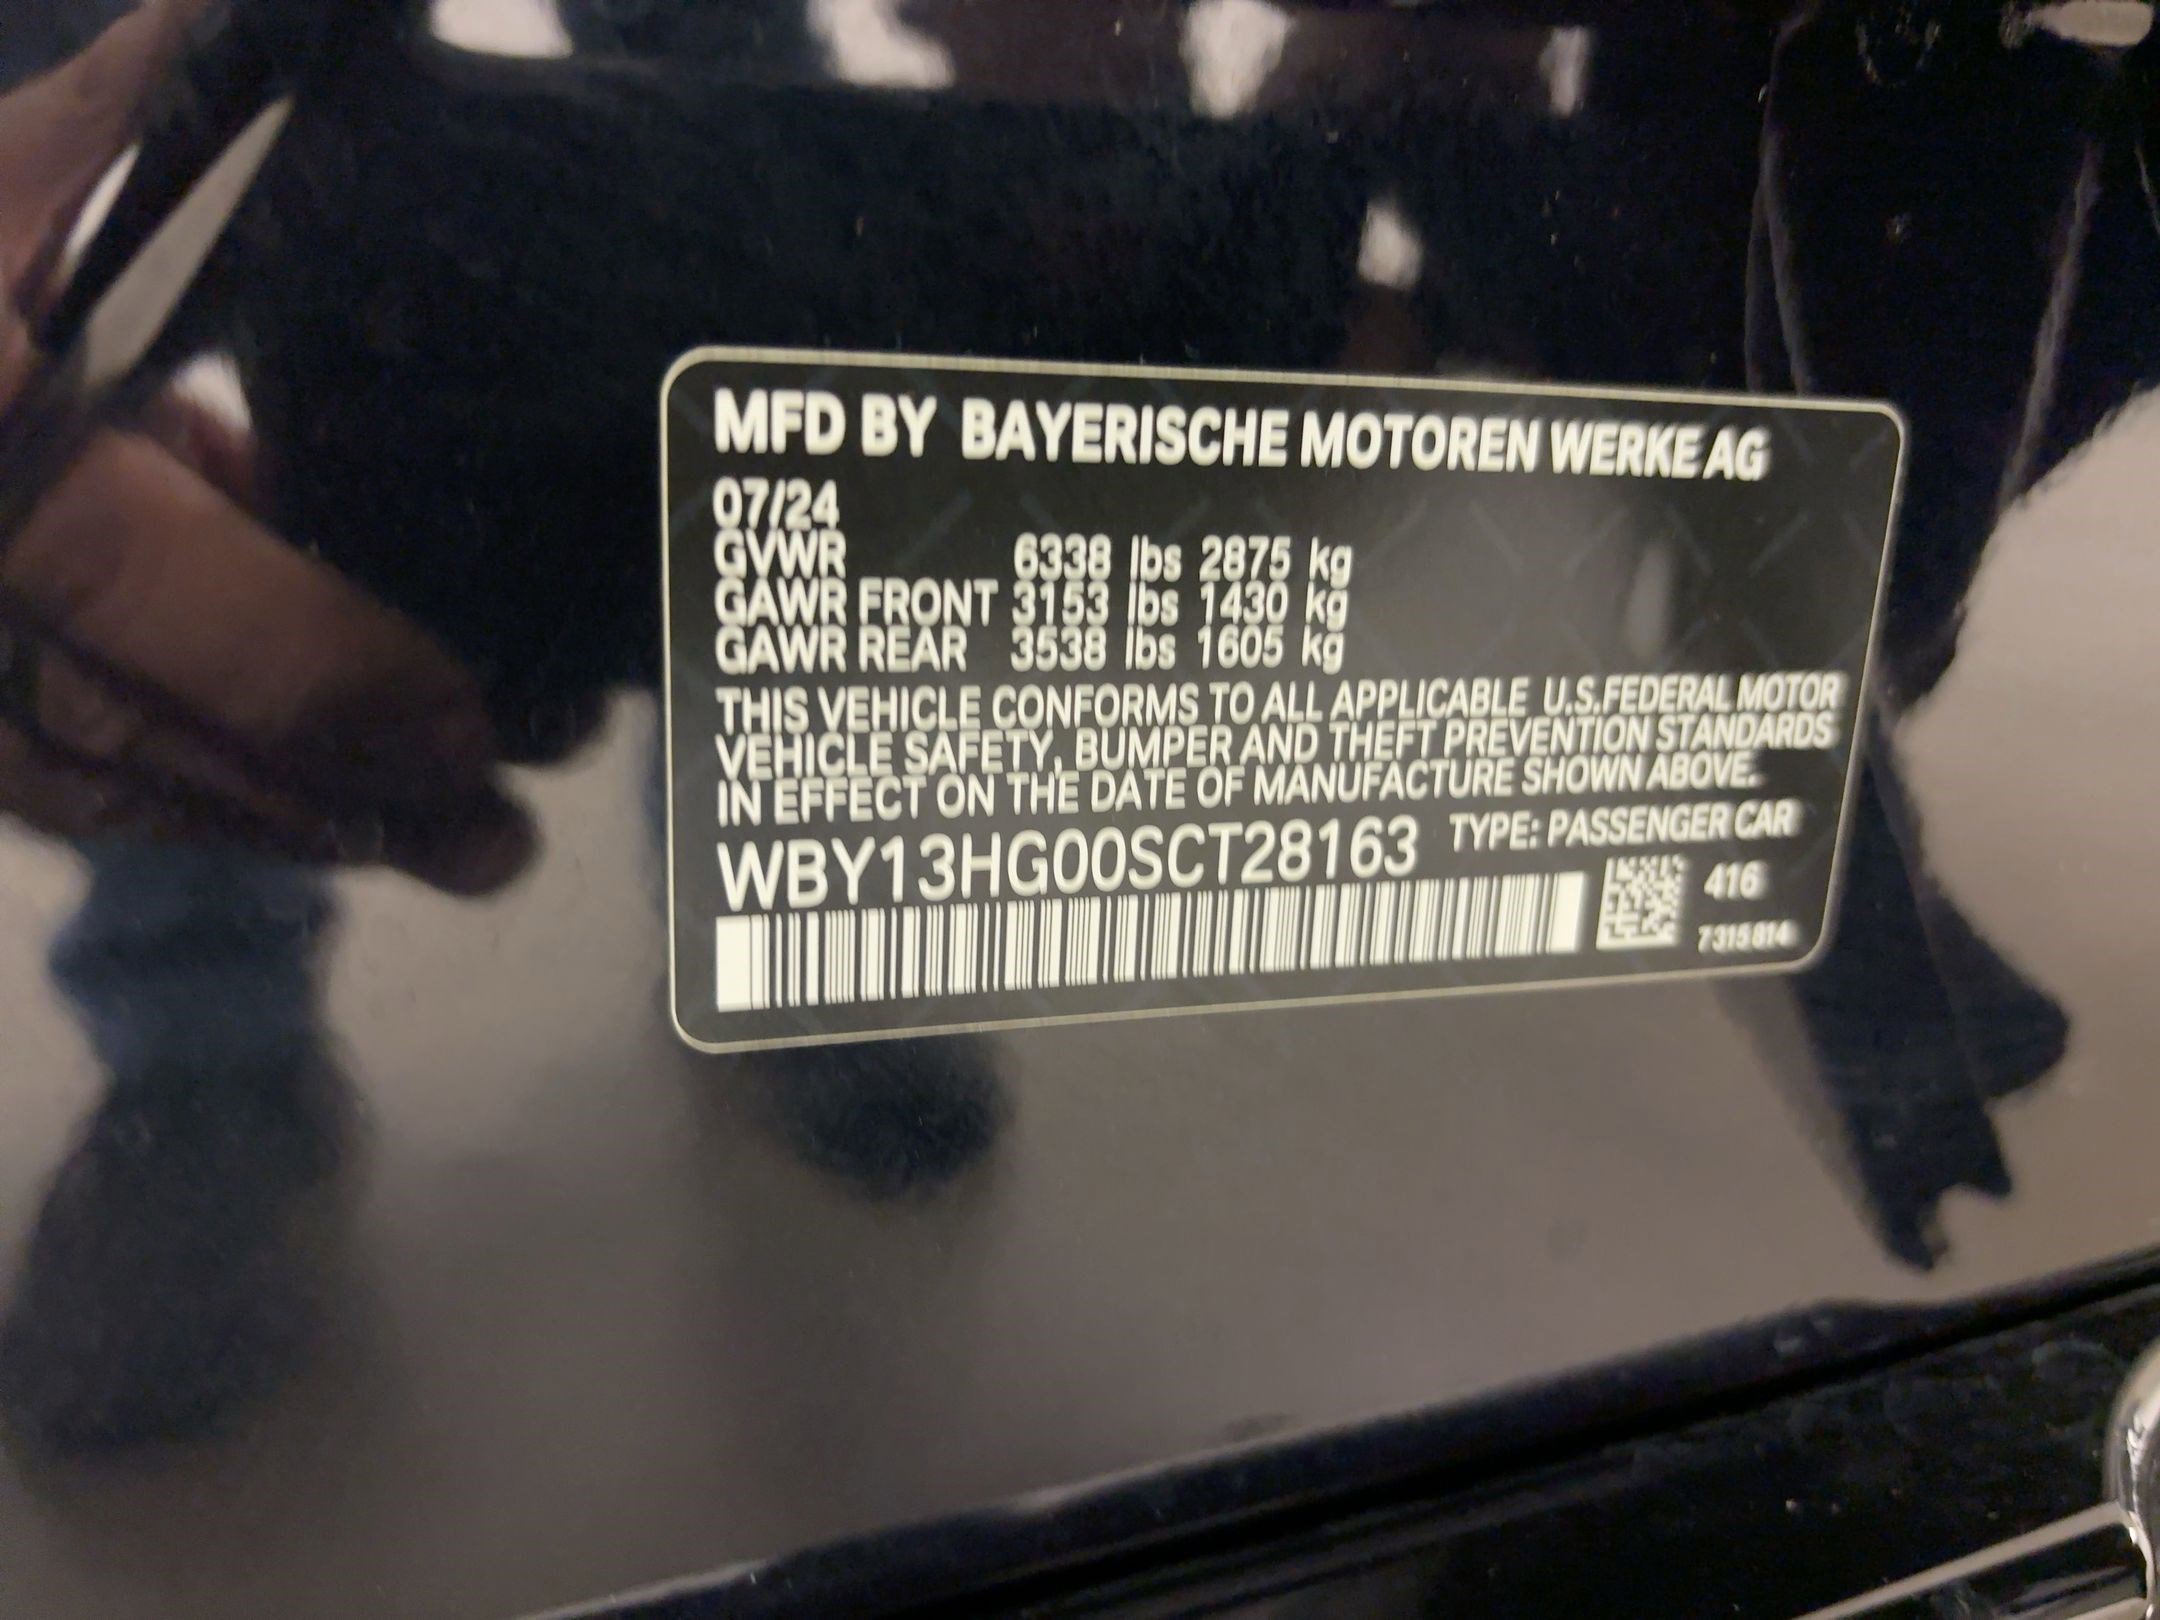 MFD BY BAYERISCHE MOTOREN WERKE AG
07/24
GVWR 6338 lbs 2875 kg
GAWR FRONT 3153 lbs 1430 kg
GAWR REAR 3538 lbs 1605 kg
THIS VEHICLE CONFORMS TO ALL APPLICABLE U.S.FEDERAL MOTOR
VEHICLE SAFETY, BUMPER AND THEFT PREVENTION STANDARDS
IN EFFECT ON THE DATE OF MANUFACTURE SHOWN ABOVE.
WBY13HG00SCT28163 TYPE: PASSENGER CAR
416
7315814